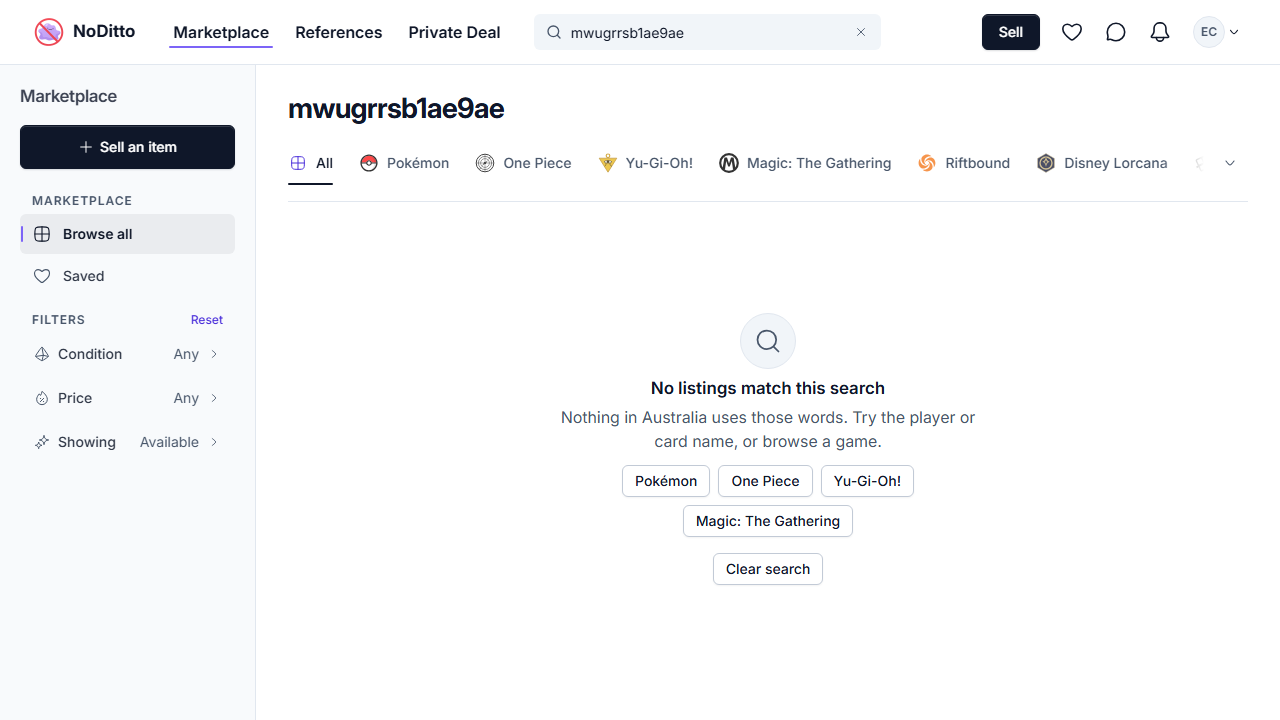 NoDitto
Marketplace
References
Private Deal
mwugrrsb1ae9ae
Sell
EC
Marketplace
Sell an item
MARKETPLACE
Browse all
Saved
FILTERS
Reset
Condition
Any
Price
Any
Showing
Available
mwugrrsb1ae9ae
All
Pokémon
One Piece
Yu-Gi-Oh!
Magic: The Gathering
Riftbound
Disney Lorcana
No listings match this search
Nothing in Australia uses those words. Try the player or
card name, or browse a game.
Pokémon
One Piece
Yu-Gi-Oh!
Magic: The Gathering
Clear search